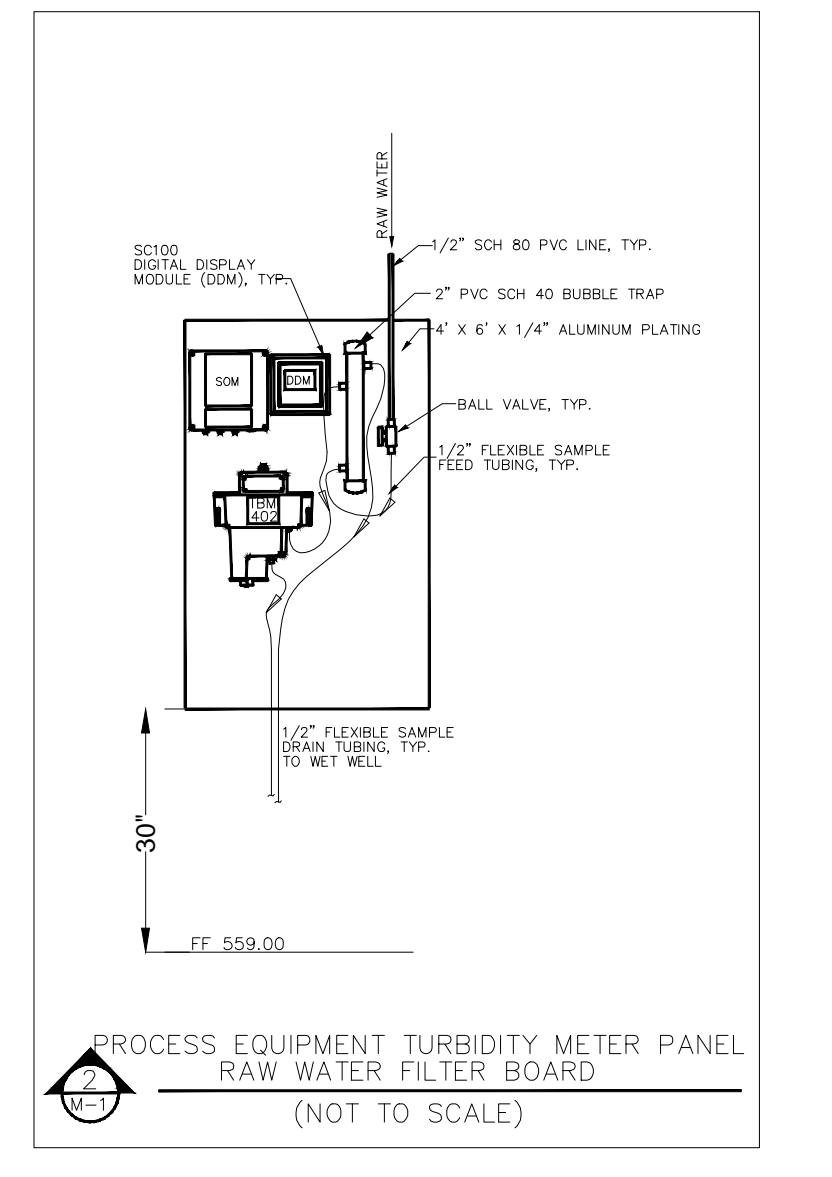 RAW WATER
1/2" SCH 80 PVC LINE, TYP.
SC100
DIGITAL DISPLAY
MODULE (DDM), TYP.
2" PVC SCH 40 BUBBLE TRAP
4' X 6' X 1/4" ALUMINUM PLATING
SOM
DDM
BALL VALVE, TYP.
1/2" FLEXIBLE SAMPLE
FEED TUBING, TYP.
TBM
402
1/2" FLEXIBLE SAMPLE
DRAIN TUBING, TYP.
TO WET WELL
30"
FF 559.00
PROCESS EQUIPMENT TURBIDITY METER PANEL
RAW WATER FILTER BOARD
2
M-1
(NOT TO SCALE)